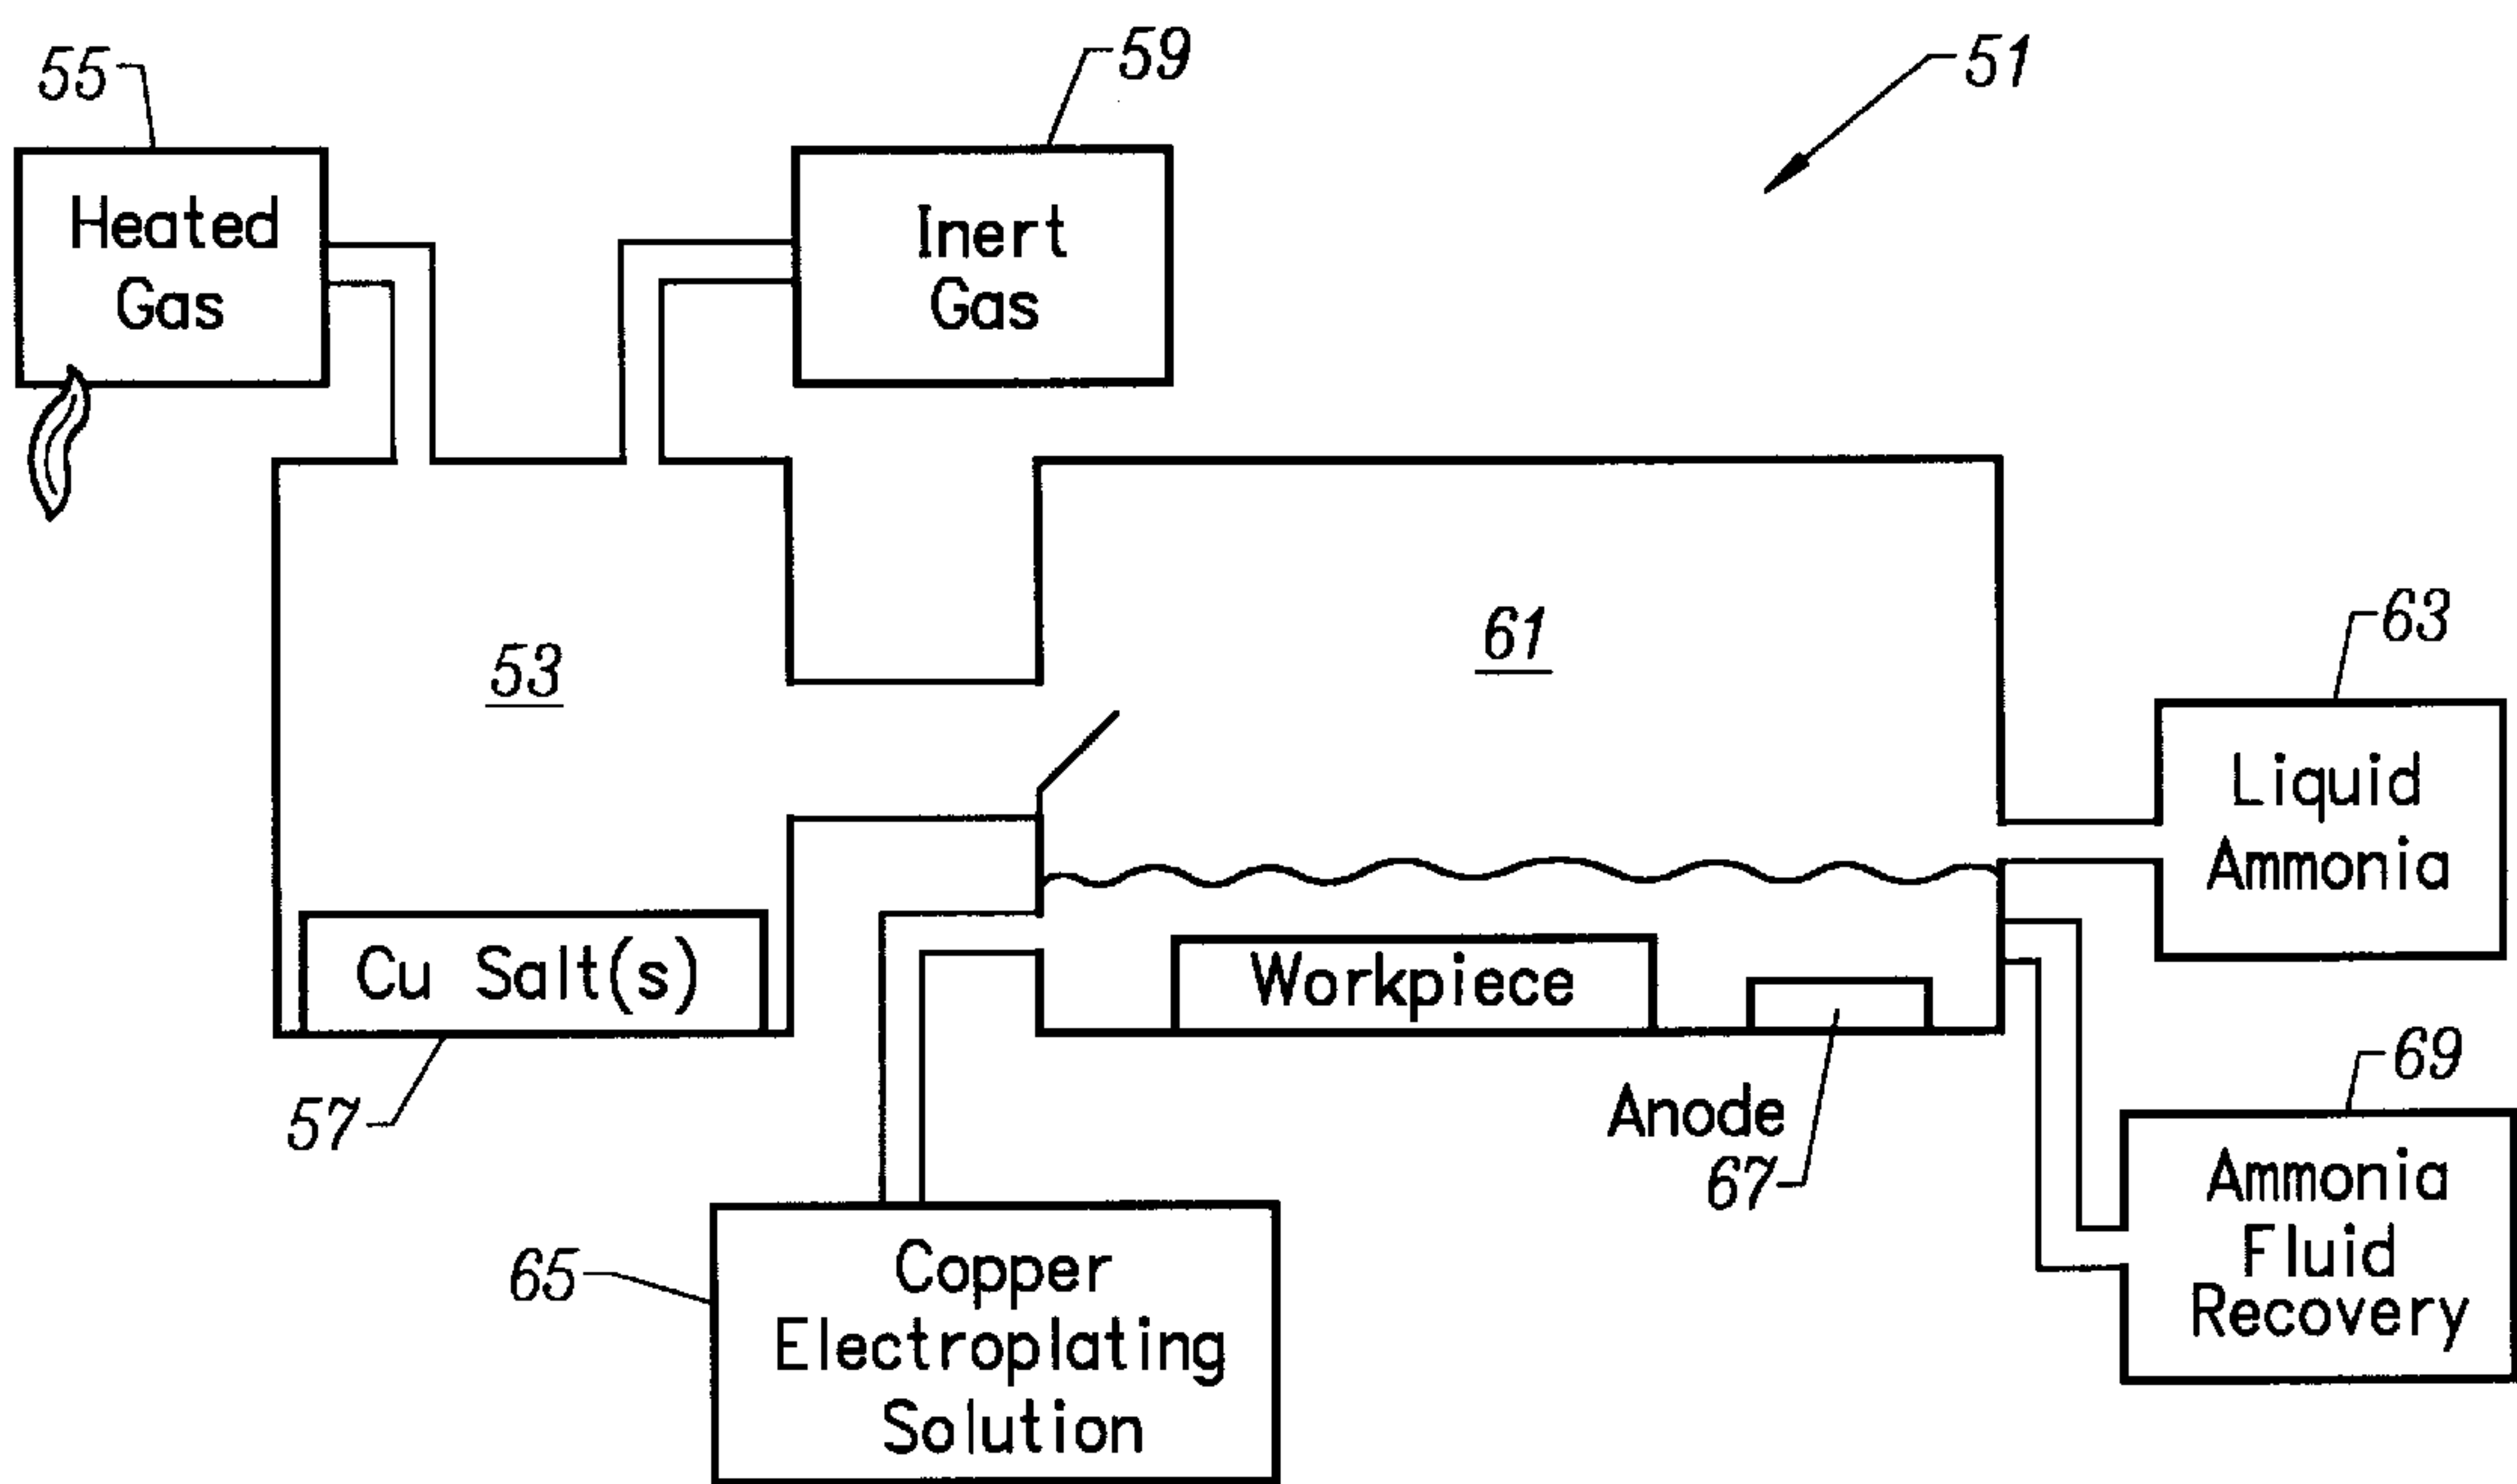 55
59
51
Heated
Gas
Inert
Gas
53
61
63
Liquid
Ammonia
Cu Salt(s)
Workpiece
57
Anode
67
69
Ammonia
Fluid
Recovery
65
Copper
Electroplating
Solution